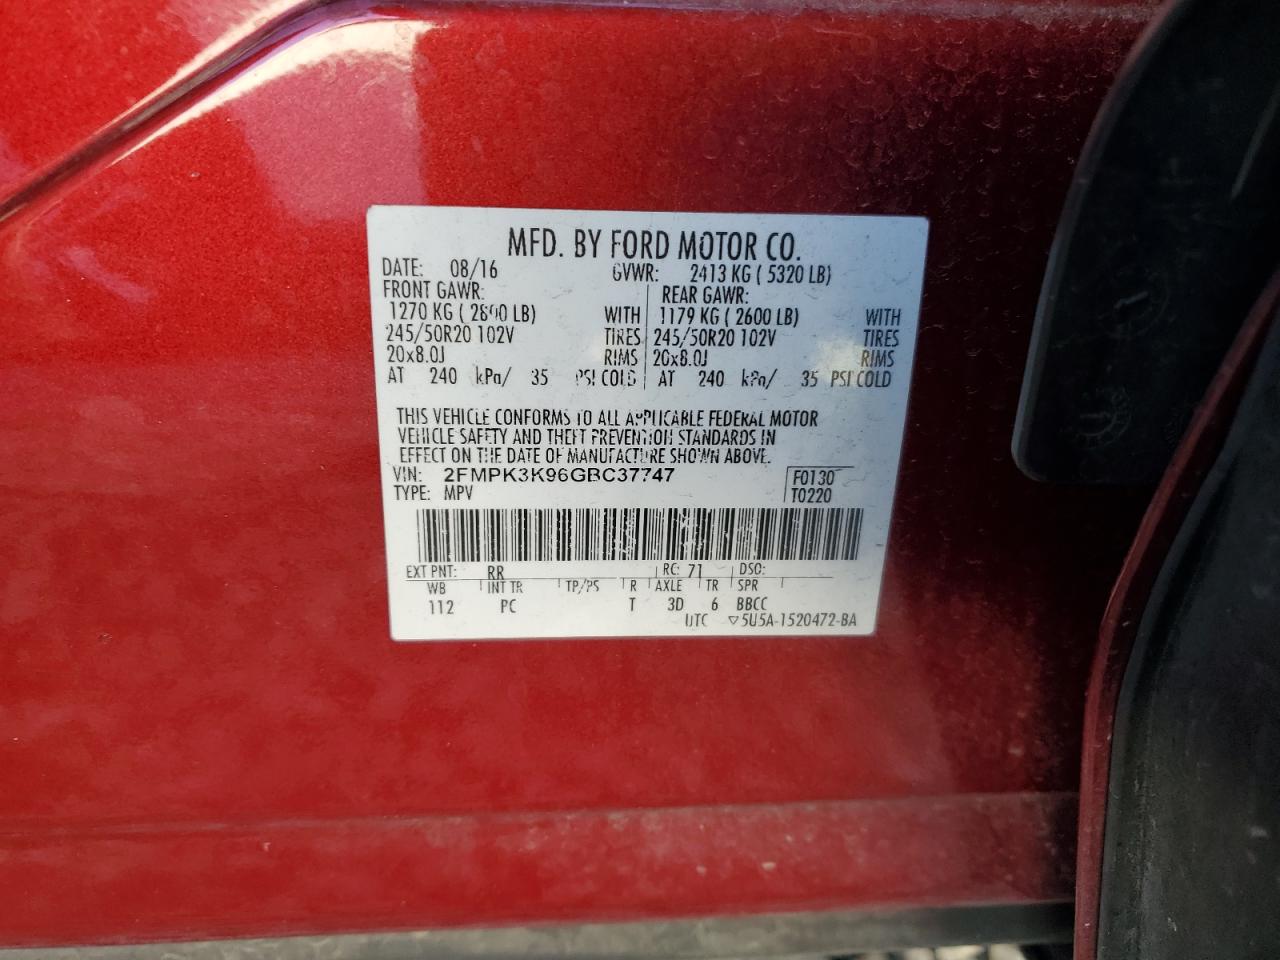 MFD. BY FORD MOTOR CO.
DATE: 08/16 GVWR: 2413 KG ( 5320 LB)
FRONT GAWR: REAR GAWR:
1270 KG ( 2800 LB) WITH 1179 KG ( 2600 LB) WITH
245/50R20 102V TIRES 245/50R20 102V TIRES
20x8.0J RIMS 20x8.0J RIMS
AT 240 kPa/ 35 PSI COLD AT 240 kPa/ 35 PSI COLD
THIS VEHICLE CONFORMS TO ALL APPLICABLE FEDERAL MOTOR
VEHICLE SAFETY AND THEFT PREVENTION STANDARDS IN
EFFECT ON THE DATE OF MANUFACTURE SHOWN ABOVE.
VIN: 2FMPK3K96GBC37747 F0130
TYPE: MPV T0220
EXT PNT: RR RC: 71 DSO:
WB INT TR TP/PS R AXLE TR SPR
112 PC T 3D 6 BBCC
UTC ▽5U5A-1520472-BA